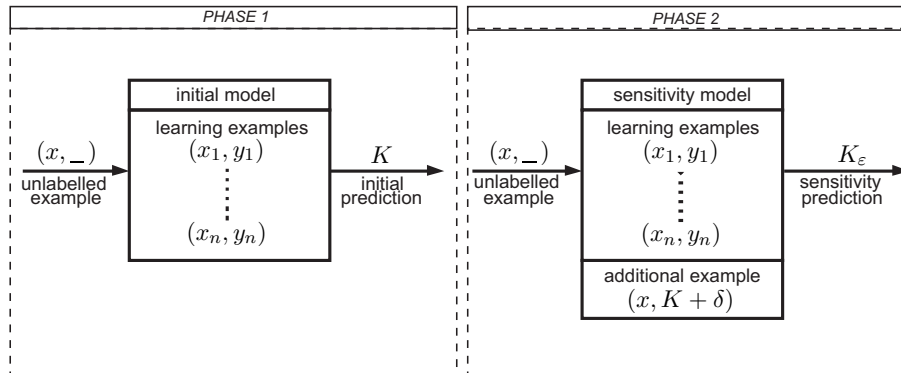 PHASE 1
initial model
learning examples
(x, _)
(x₁, y₁)
K
unlabelled
example
initial
prediction
(xₙ, yₙ)
PHASE 2
sensitivity model
learning examples
(x, _)
(x₁, y₁)
Kε
unlabelled
example
sensitivity
prediction
(xₙ, yₙ)
additional example
(x, K + δ)